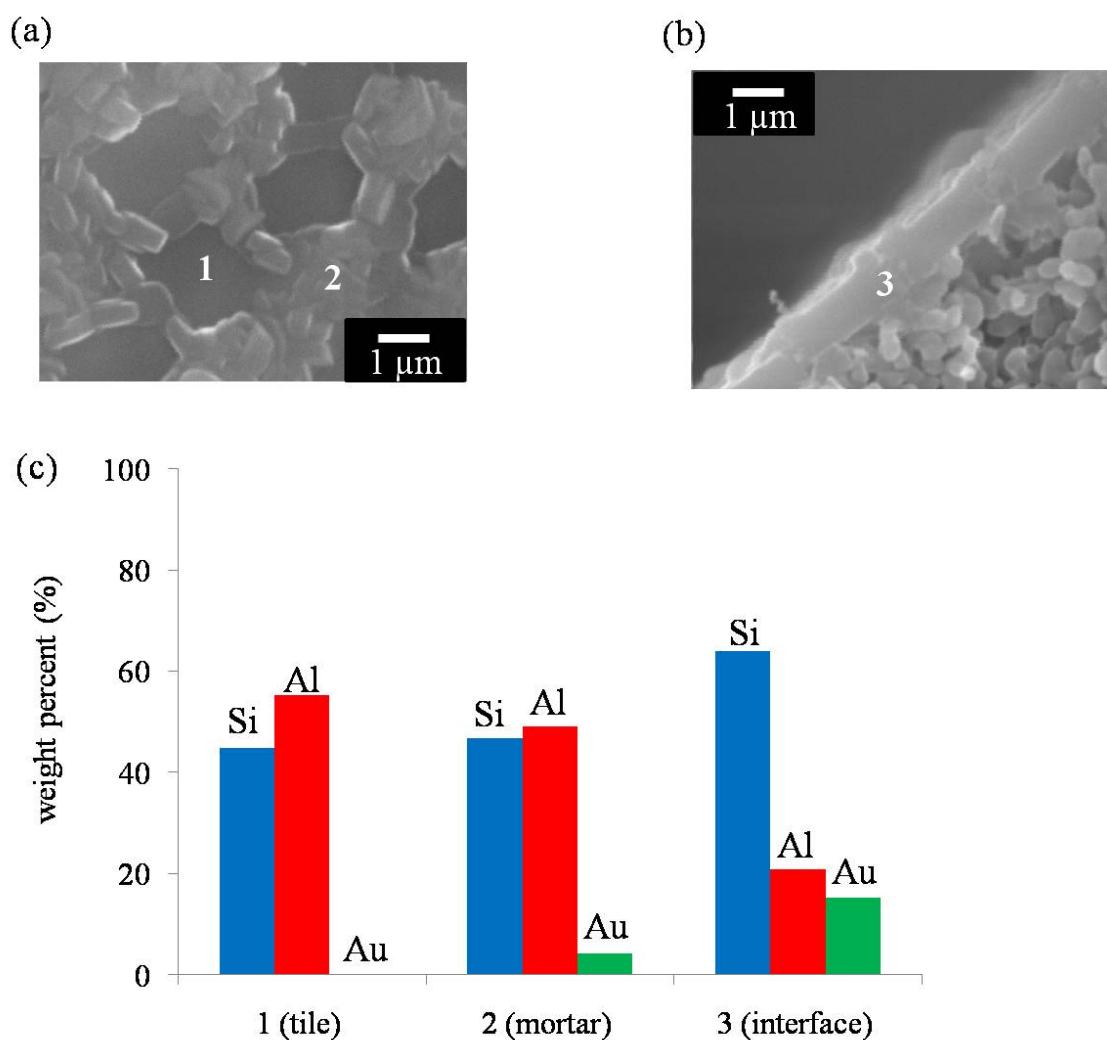 (a)
(b)
1 μm
1
2
3
1 μm
(c)
100
80
60
40
20
0
weight percent (%)
Si
Al
Au
Si
Al
Au
Si
Al
Au
1 (tile)
2 (mortar)
3 (interface)